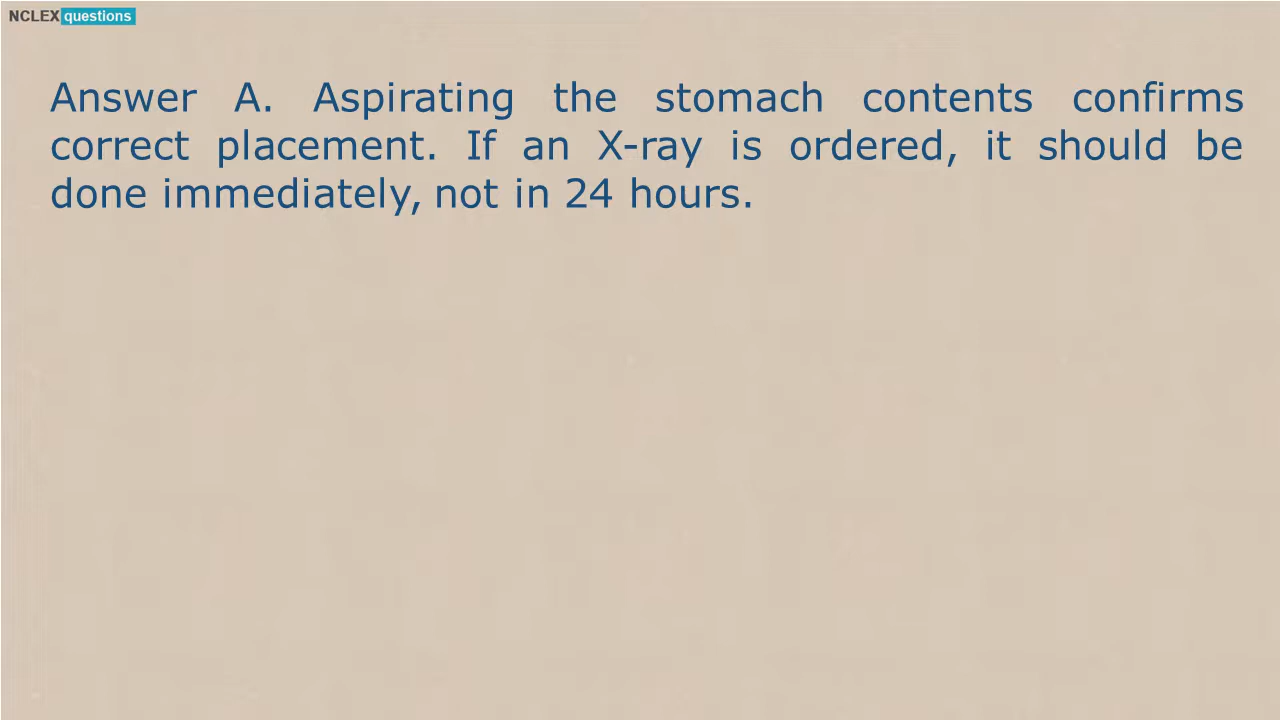 NCLEX questions
Answer A. Aspirating the stomach contents confirms
correct placement. If an X-ray is ordered, it should be
done immediately, not in 24 hours.